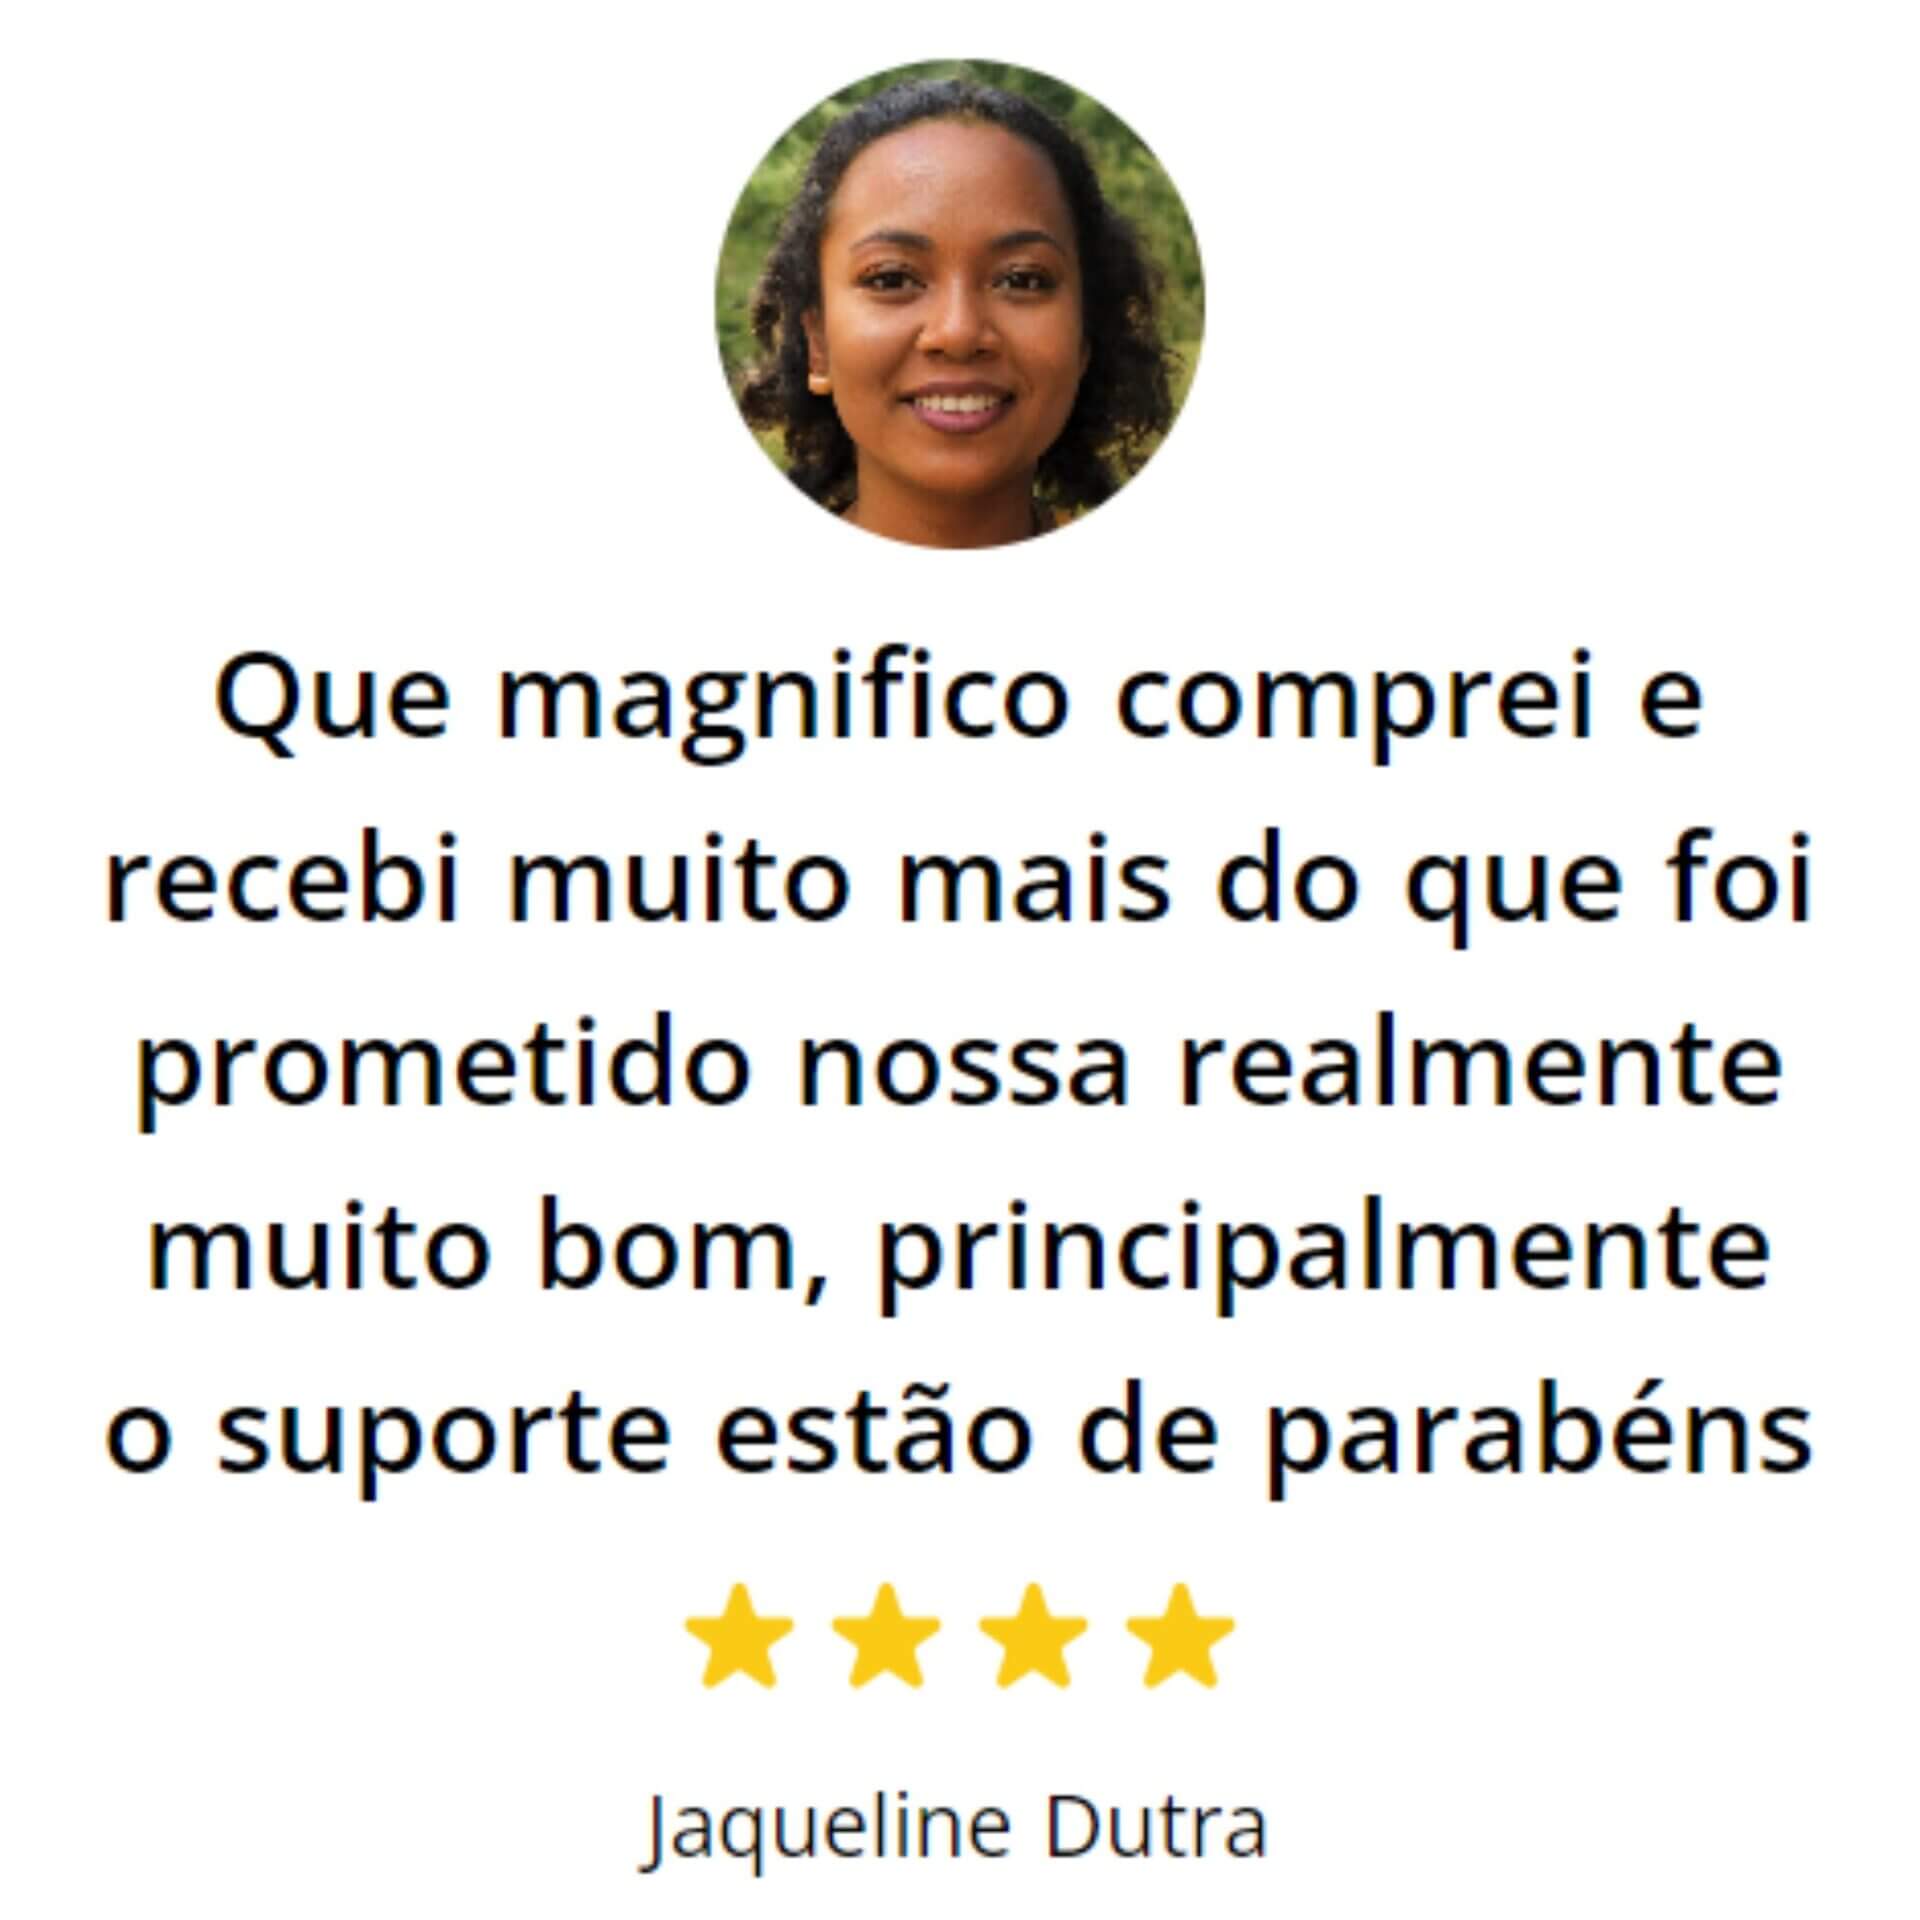 Que magnifico comprei e
recebi muito mais do que foi
prometido nossa realmente
muito bom, principalmente
o suporte estão de parabéns
Jaqueline Dutra